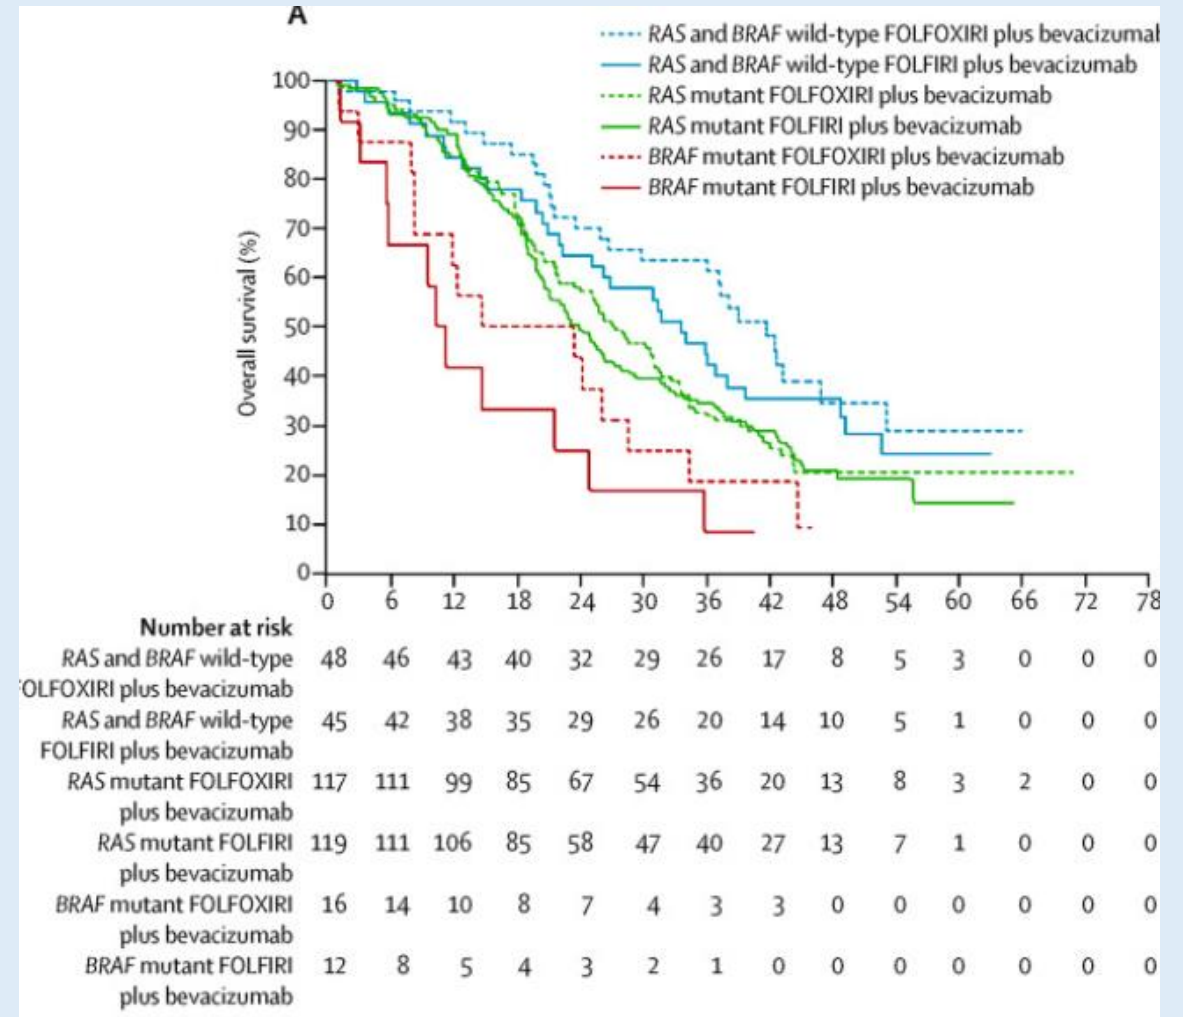 A
RAS and BRAF wild-type FOLFOXIRI plus bevacizumab
RAS and BRAF wild-type FOLFIRI plus bevacizumab
RAS mutant FOLFOXIRI plus bevacizumab
RAS mutant FOLFIRI plus bevacizumab
BRAF mutant FOLFOXIRI plus bevacizumab
BRAF mutant FOLFIRI plus bevacizumab
Overall survival (%)
100
90
80
70
60
50
40
30
20
10
0
0 6 12 18 24 30 36 42 48 54 60 66 72 78
Number at risk
RAS and BRAF wild-type 48 46 43 40 32 29 26 17 8 5 3 0 0 0
FOLFOXIRI plus bevacizumab
RAS and BRAF wild-type 45 42 38 35 29 26 20 14 10 5 1 0 0 0
FOLFIRI plus bevacizumab
RAS mutant FOLFOXIRI 117 111 99 85 67 54 36 20 13 8 3 2 0 0
plus bevacizumab
RAS mutant FOLFIRI 119 111 106 85 58 47 40 27 13 7 1 0 0 0
plus bevacizumab
BRAF mutant FOLFOXIRI 16 14 10 8 7 4 3 3 0 0 0 0 0 0
plus bevacizumab
BRAF mutant FOLFIRI 12 8 5 4 3 2 1 0 0 0 0 0 0 0
plus bevacizumab